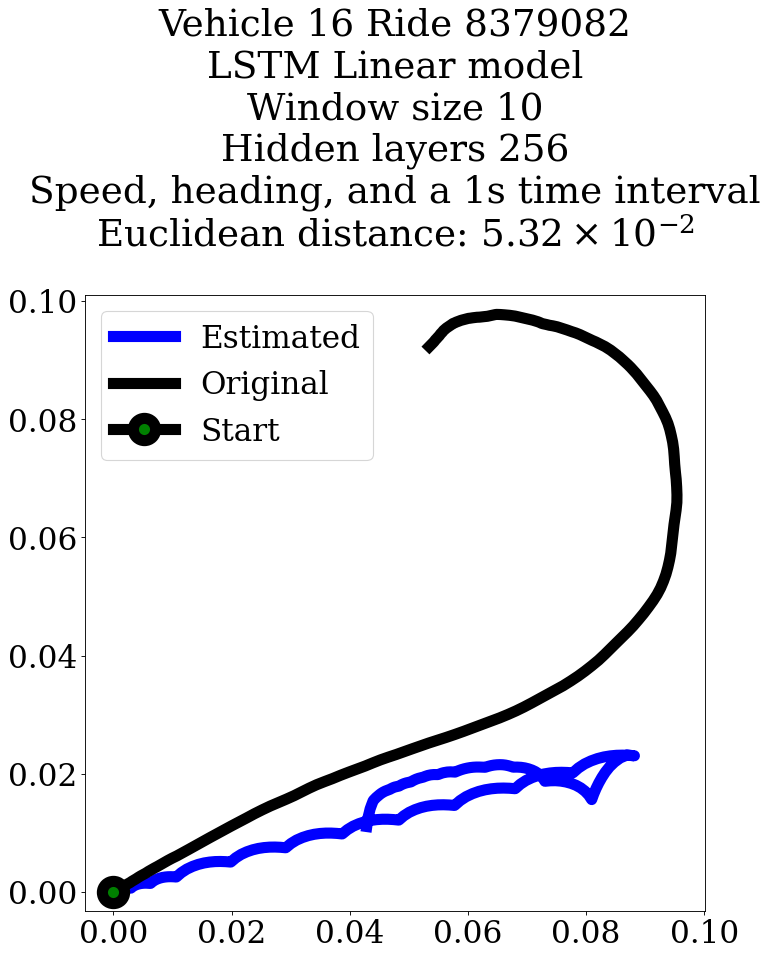 Vehicle 16 Ride 8379082
LSTM Linear model
Window size 10
Hidden layers 256
Speed, heading, and a 1s time interval
Euclidean distance: 5.32 × 10⁻²
Estimated
Original
Start
0.10
0.08
0.06
0.04
0.02
0.00
0.00 0.02 0.04 0.06 0.08 0.10